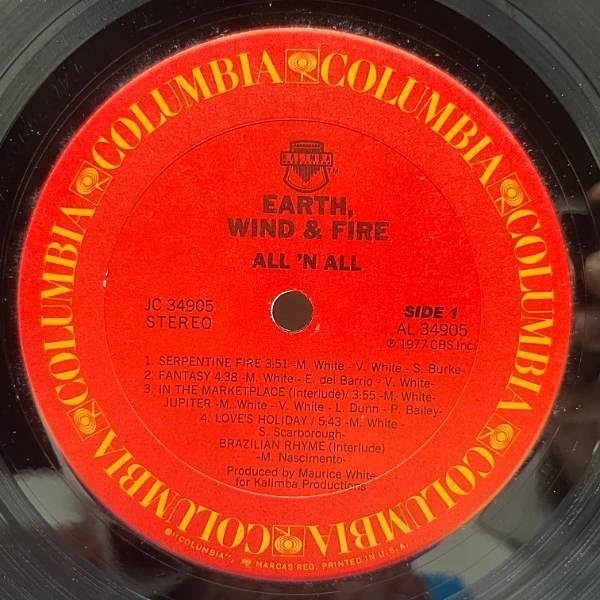 COLUMBIA COLUMBIA COLUMBIA COLUMBIA COLUMBIA COLUMBIA
KALIMBA
EARTH,
WIND & FIRE
ALL 'N ALL
JC 34905
STEREO
SIDE 1
AL 34905
℗ 1977 CBS Inc.
1. SERPENTINE FIRE 3:51 -M. White - V. White - S. Burke-
2. FANTASY 4:38 -M. White - E. del Barrio - V. White-
3. IN THE MARKETPLACE (Interlude)/ 3:55 -M. White-
JUPITER -M. White - V. White - L. Dunn - P. Bailey-
4. LOVE'S HOLIDAY / 5:43 -M. White -
S. Scarborough-
BRAZILIAN RHYME (Interlude)
-M. Nascimento-
Produced by Maurice White
for Kalimba Productions
"COLUMBIA", MARCAS REG. PRINTED IN U.S.A.